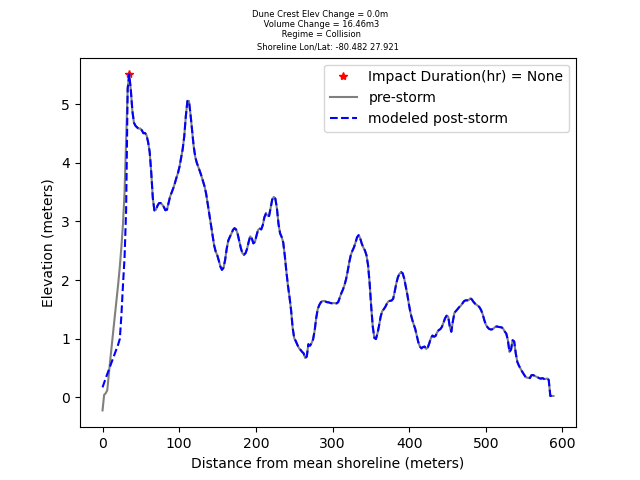 Dune Crest Elev Change = 0.0m
Volume Change = 16.46m3
Regime = Collision
Shoreline Lon/Lat: -80.482 27.921
Impact Duration(hr) = None
pre-storm
modeled post-storm
Elevation (meters)
5
4
3
2
1
0
0 100 200 300 400 500 600
Distance from mean shoreline (meters)